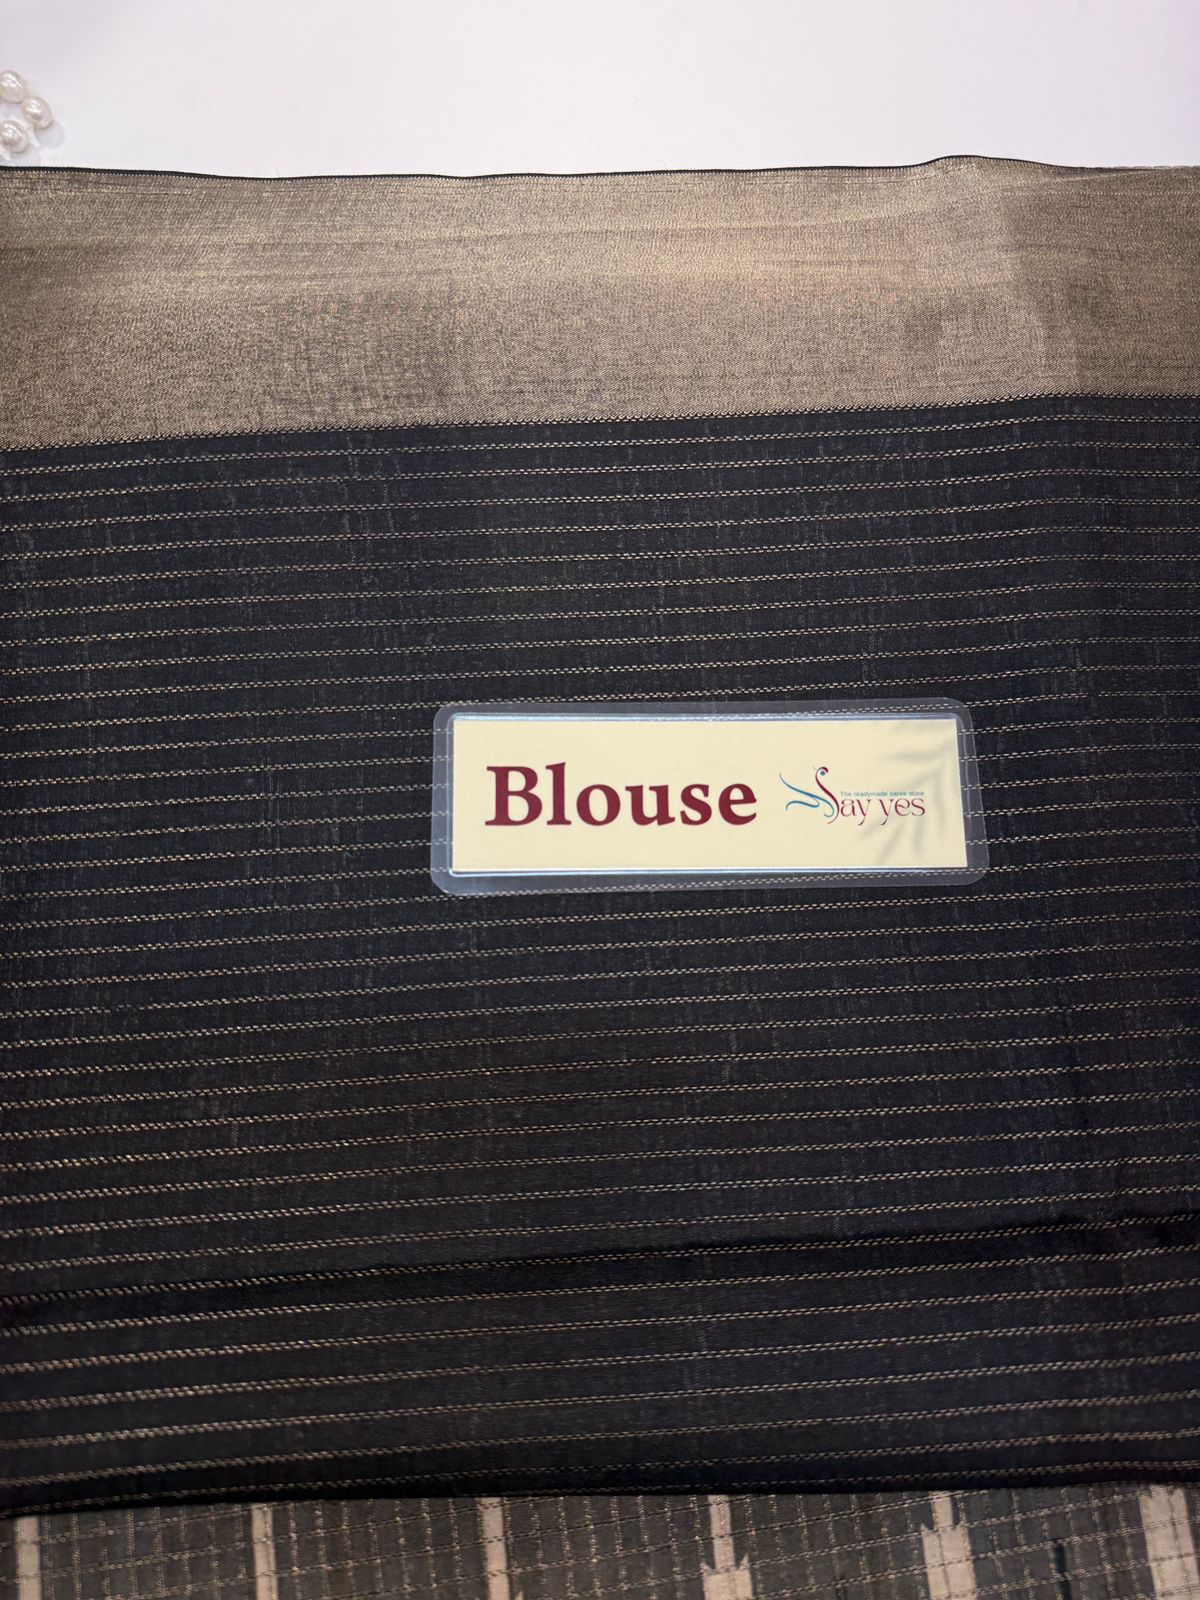 Blouse
The readymade saree store
Say yes